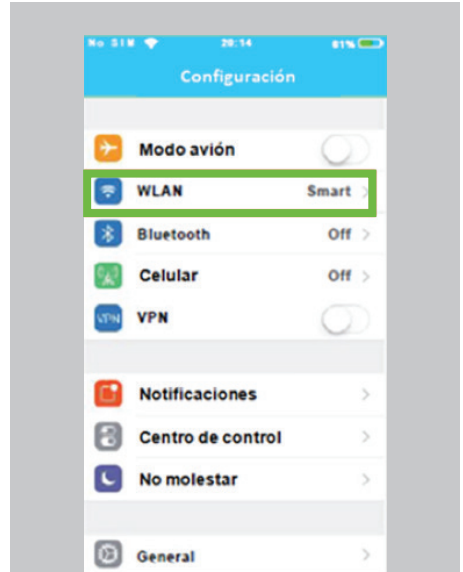 No SIM 20:14 81%
Configuración
Modo avión
WLAN Smart
Bluetooth Off
Celular Off
VPN VPN
Notificaciones
Centro de control
No molestar
General